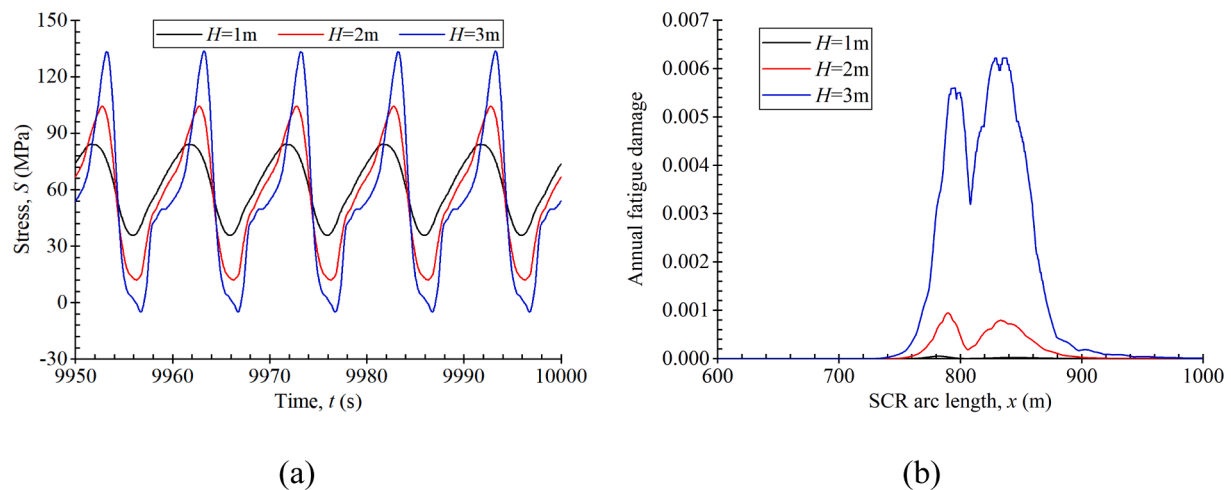 150
120
90
60
30
0
-30
Stress, S (MPa)
H=1m H=2m H=3m
9950 9960 9970 9980 9990 10000
Time, t (s)
(a)
0.007
0.006
0.005
0.004
0.003
0.002
0.001
0.000
Annual fatigue damage
H=1m
H=2m
H=3m
600 700 800 900 1000
SCR arc length, x (m)
(b)